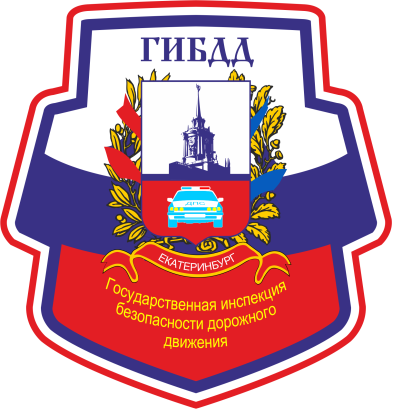 ГИБДД
ДПС
ЕКАТЕРИНБУРГ
Государственная инспекция
безопасности дорожного
движения